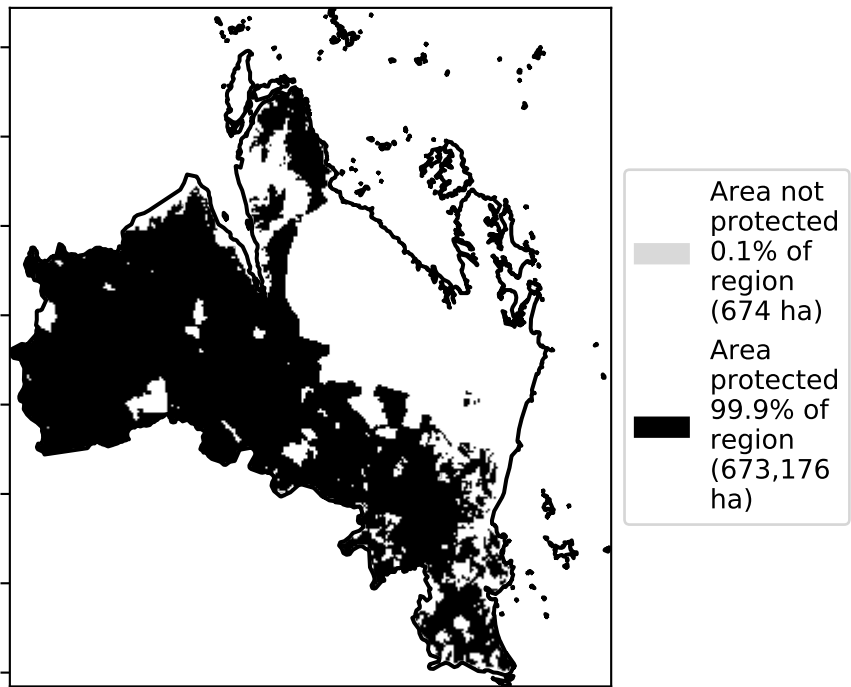 Area not
protected
0.1% of
region
(674 ha)
Area
protected
99.9% of
region
(673,176
ha)